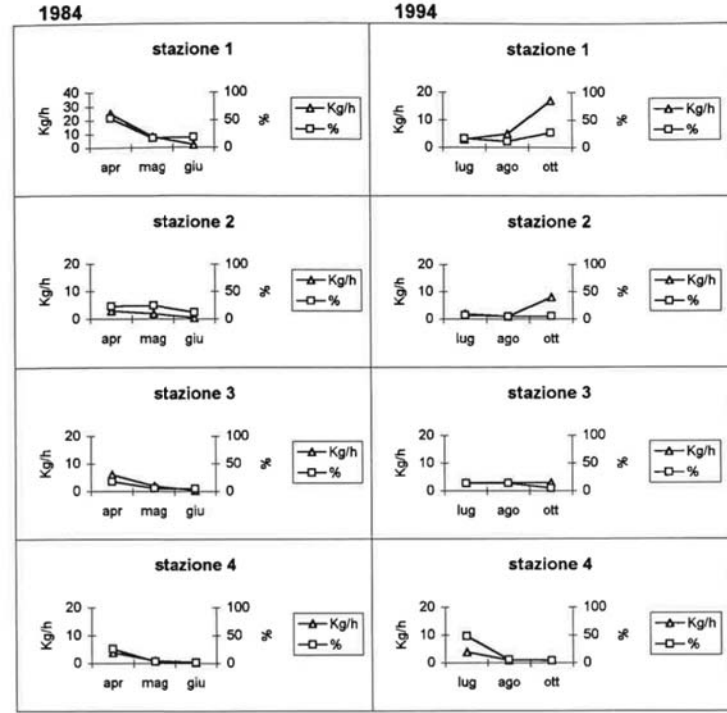 1984
1994
stazione 1
Kg/h
40
30
20
10
0
100
50
0
%
apr mag giu
Kg/h
%
stazione 1
Kg/h
20
10
0
100
50
0
%
lug ago ott
Kg/h
%
stazione 2
Kg/h
20
10
0
100
50
0
%
apr mag giu
Kg/h
%
stazione 2
Kg/h
20
10
0
100
50
0
%
lug ago ott
Kg/h
%
stazione 3
Kg/h
20
10
0
100
50
0
%
apr mag giu
Kg/h
%
stazione 3
Kg/h
20
10
0
100
50
0
%
lug ago ott
Kg/h
%
stazione 4
Kg/h
20
10
0
100
50
0
%
apr mag giu
Kg/h
%
stazione 4
Kg/h
20
10
0
100
50
0
%
lug ago ott
Kg/h
%